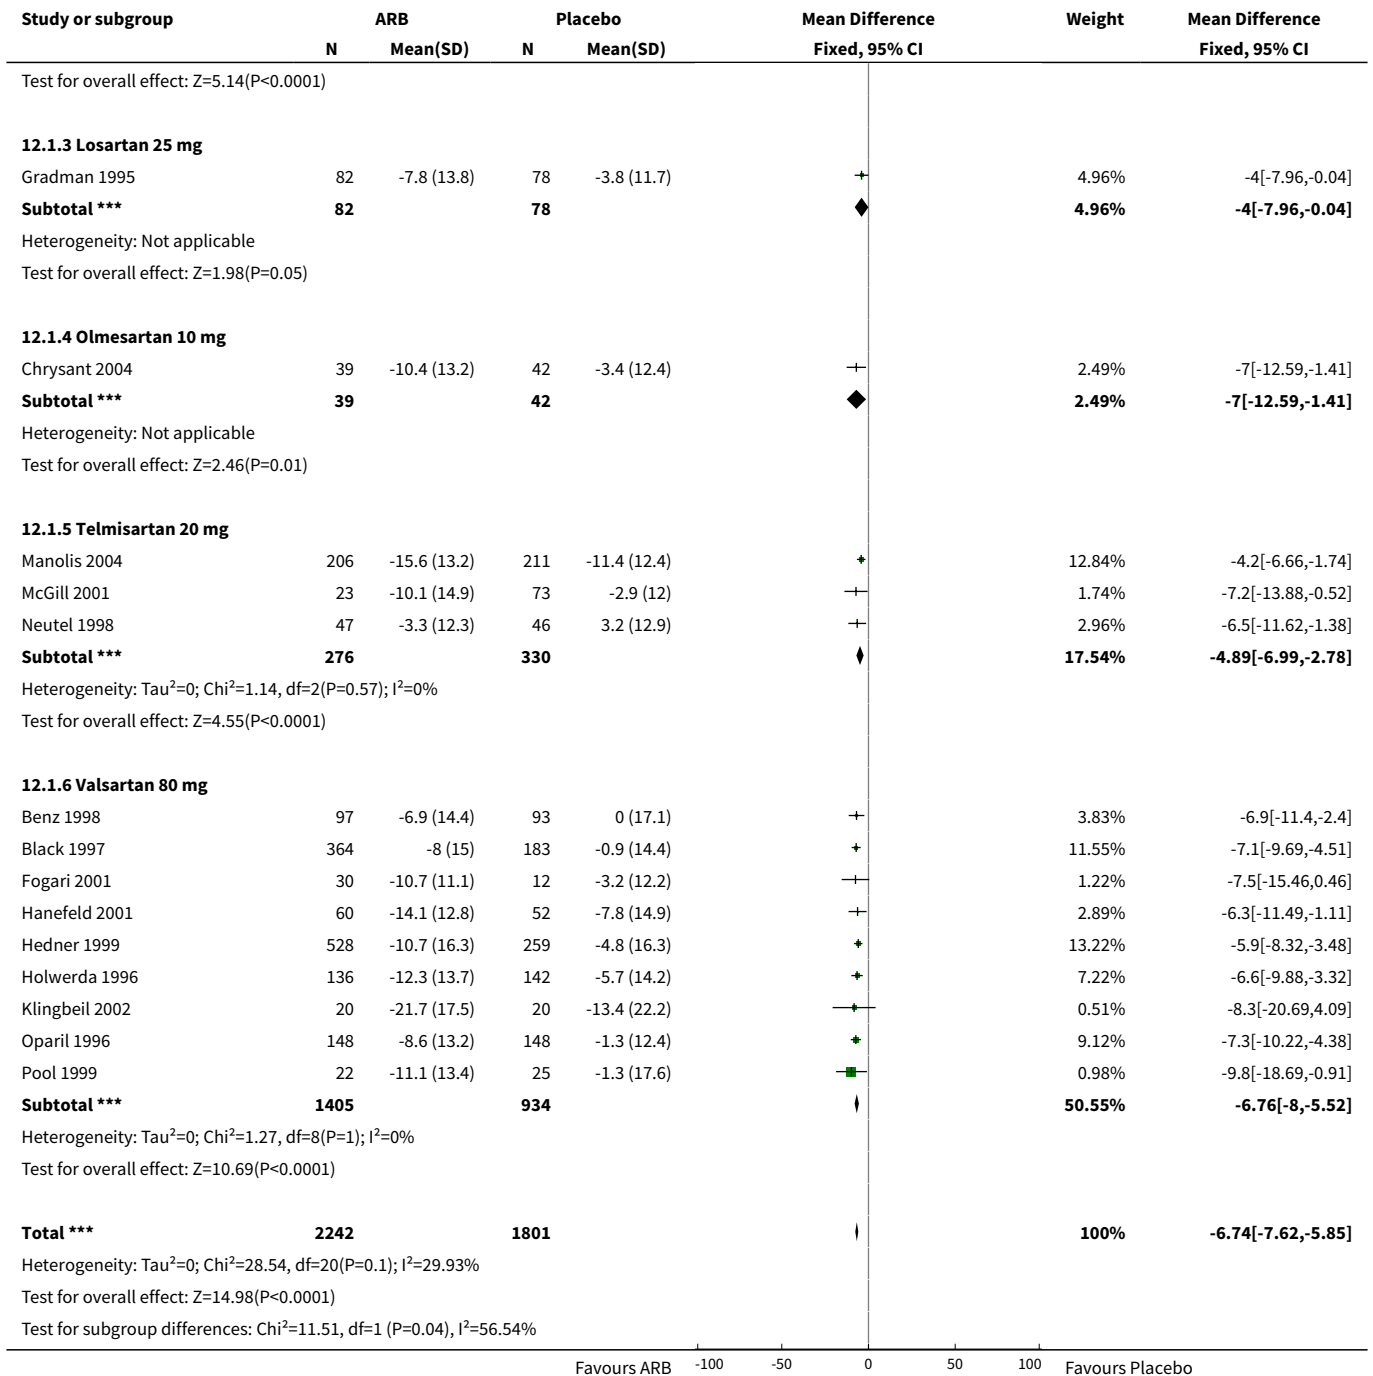 Study or subgroup ARB Placebo Mean Difference Weight Mean Difference
N Mean(SD) N Mean(SD) Fixed, 95% CI Fixed, 95% CI
Test for overall effect: Z=5.14(P<0.0001)
12.1.3 Losartan 25 mg
Gradman 1995 82 -7.8 (13.8) 78 -3.8 (11.7) 4.96% -4[-7.96,-0.04]
Subtotal *** 82 78 4.96% -4[-7.96,-0.04]
Heterogeneity: Not applicable
Test for overall effect: Z=1.98(P=0.05)
12.1.4 Olmesartan 10 mg
Chrysant 2004 39 -10.4 (13.2) 42 -3.4 (12.4) 2.49% -7[-12.59,-1.41]
Subtotal *** 39 42 2.49% -7[-12.59,-1.41]
Heterogeneity: Not applicable
Test for overall effect: Z=2.46(P=0.01)
12.1.5 Telmisartan 20 mg
Manolis 2004 206 -15.6 (13.2) 211 -11.4 (12.4) 12.84% -4.2[-6.66,-1.74]
McGill 2001 23 -10.1 (14.9) 73 -2.9 (12) 1.74% -7.2[-13.88,-0.52]
Neutel 1998 47 -3.3 (12.3) 46 3.2 (12.9) 2.96% -6.5[-11.62,-1.38]
Subtotal *** 276 330 17.54% -4.89[-6.99,-2.78]
Heterogeneity: Tau²=0; Chi²=1.14, df=2(P=0.57); I²=0%
Test for overall effect: Z=4.55(P<0.0001)
12.1.6 Valsartan 80 mg
Benz 1998 97 -6.9 (14.4) 93 0 (17.1) 3.83% -6.9[-11.4,-2.4]
Black 1997 364 -8 (15) 183 -0.9 (14.4) 11.55% -7.1[-9.69,-4.51]
Fogari 2001 30 -10.7 (11.1) 12 -3.2 (12.2) 1.22% -7.5[-15.46,0.46]
Hanefeld 2001 60 -14.1 (12.8) 52 -7.8 (14.9) 2.89% -6.3[-11.49,-1.11]
Hedner 1999 528 -10.7 (16.3) 259 -4.8 (16.3) 13.22% -5.9[-8.32,-3.48]
Holwerda 1996 136 -12.3 (13.7) 142 -5.7 (14.2) 7.22% -6.6[-9.88,-3.32]
Klingbeil 2002 20 -21.7 (17.5) 20 -13.4 (22.2) 0.51% -8.3[-20.69,4.09]
Oparil 1996 148 -8.6 (13.2) 148 -1.3 (12.4) 9.12% -7.3[-10.22,-4.38]
Pool 1999 22 -11.1 (13.4) 25 -1.3 (17.6) 0.98% -9.8[-18.69,-0.91]
Subtotal *** 1405 934 50.55% -6.76[-8,-5.52]
Heterogeneity: Tau²=0; Chi²=1.27, df=8(P=1); I²=0%
Test for overall effect: Z=10.69(P<0.0001)
Total *** 2242 1801 100% -6.74[-7.62,-5.85]
Heterogeneity: Tau²=0; Chi²=28.54, df=20(P=0.1); I²=29.93%
Test for overall effect: Z=14.98(P<0.0001)
Test for subgroup differences: Chi²=11.51, df=1 (P=0.04), I²=56.54%
Favours ARB -100 -50 0 50 100 Favours Placebo